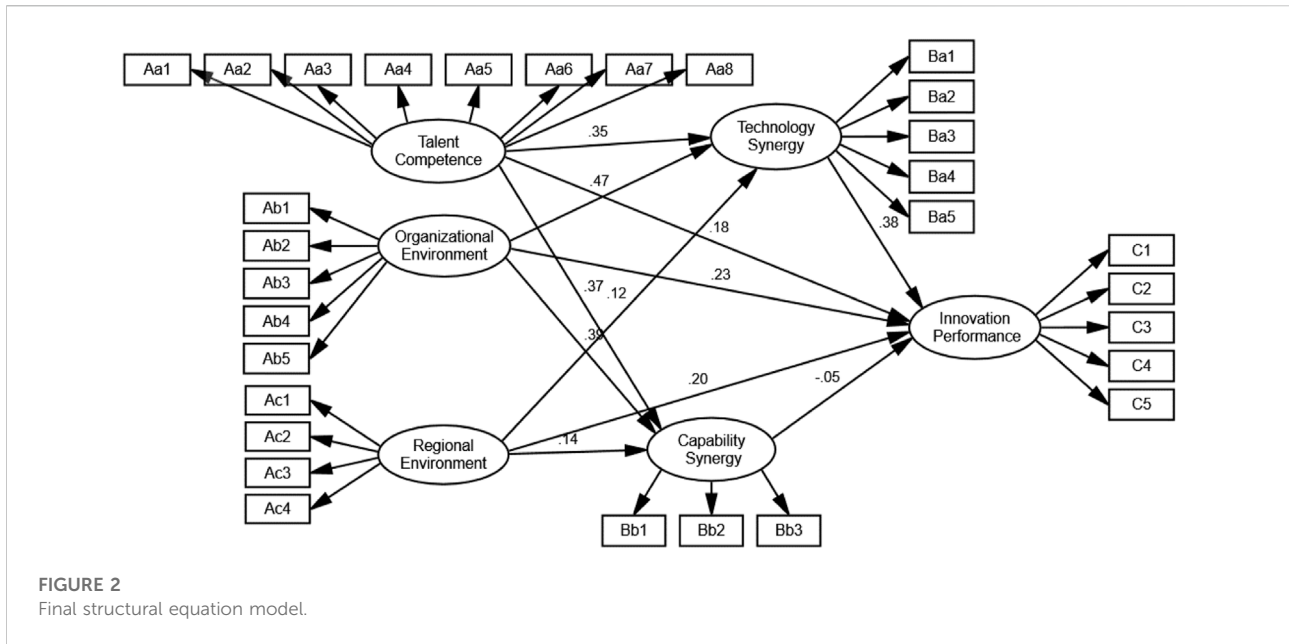 Aa1
Aa2
Aa3
Aa4
Aa5
Aa6
Aa7
Aa8
Ba1
Ba2
Ba3
Ba4
Ba5
Talent
Competence
Technology
Synergy
.35
.47
.18
.38
Ab1
Ab2
Ab3
Ab4
Ab5
Organizational
Environment
.23
.37
.12
.39
C1
C2
C3
C4
C5
Innovation
Performance
Ac1
Ac2
Ac3
Ac4
Regional
Environment
.20
-.05
.14
Capability
Synergy
Bb1
Bb2
Bb3
FIGURE 2
Final structural equation model.